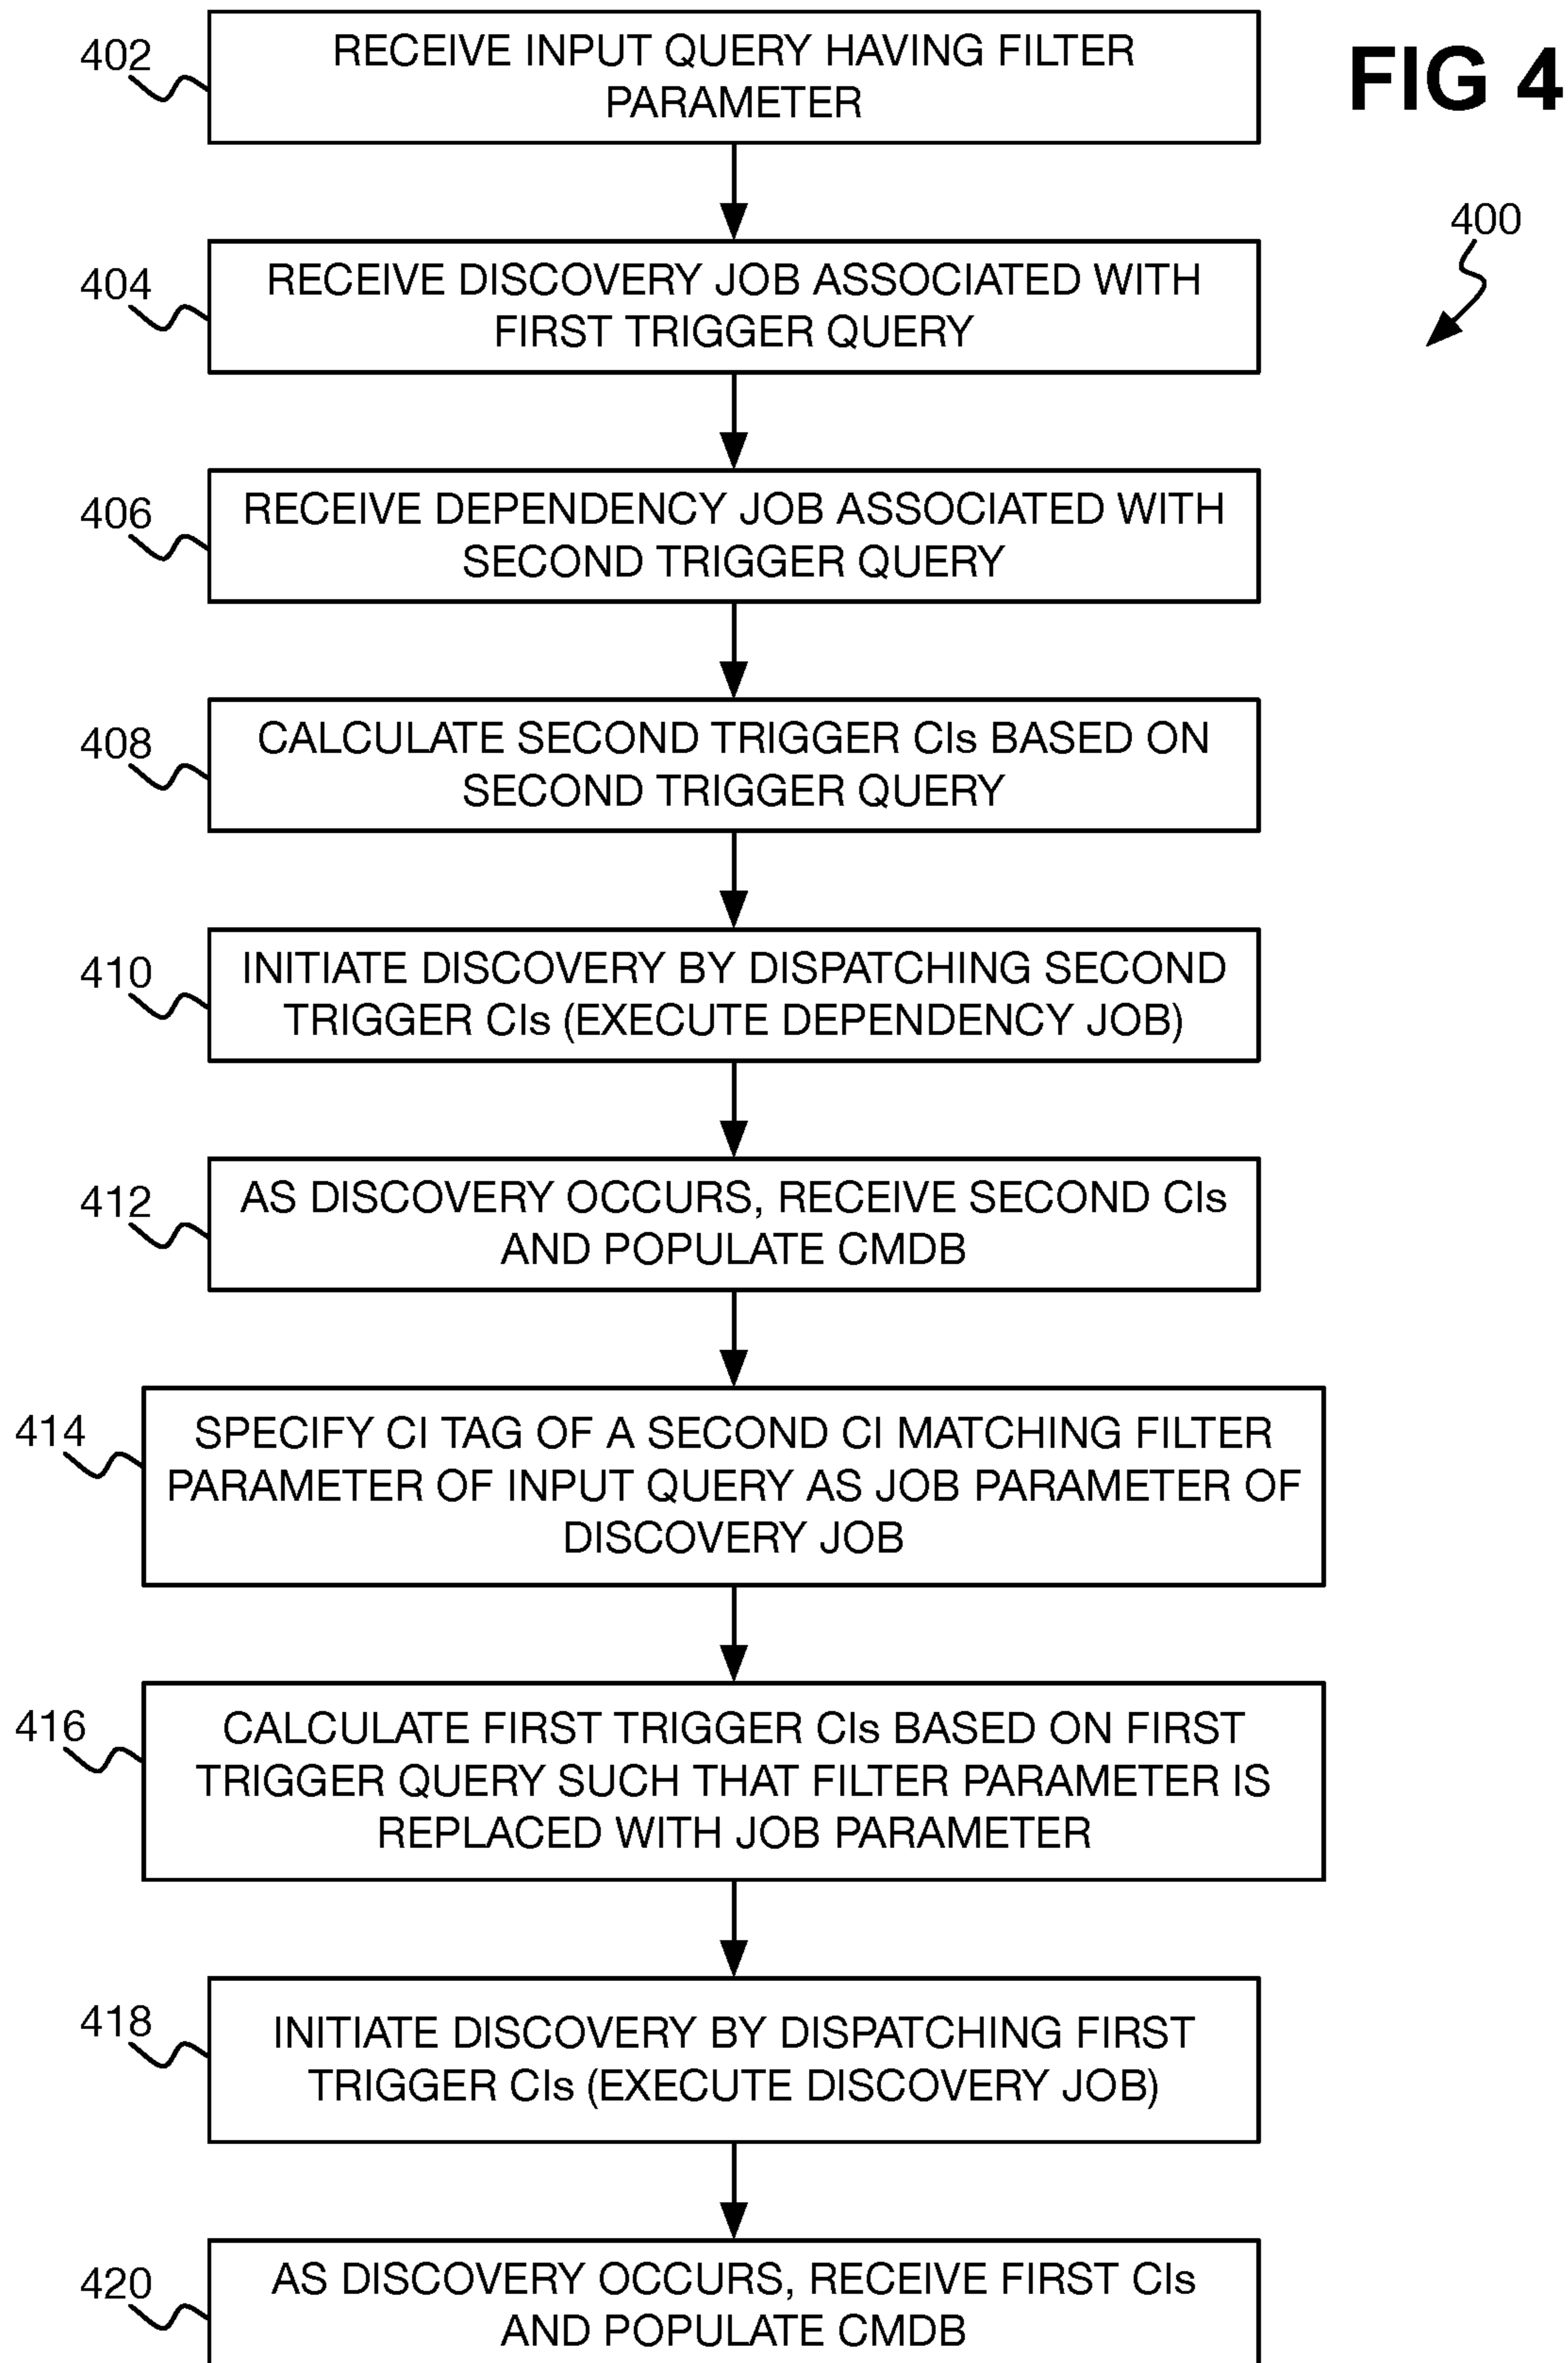 FIG 4
400
402
RECEIVE INPUT QUERY HAVING FILTER
PARAMETER
404
RECEIVE DISCOVERY JOB ASSOCIATED WITH
FIRST TRIGGER QUERY
406
RECEIVE DEPENDENCY JOB ASSOCIATED WITH
SECOND TRIGGER QUERY
408
CALCULATE SECOND TRIGGER CIs BASED ON
SECOND TRIGGER QUERY
410
INITIATE DISCOVERY BY DISPATCHING SECOND
TRIGGER CIs (EXECUTE DEPENDENCY JOB)
412
AS DISCOVERY OCCURS, RECEIVE SECOND CIs
AND POPULATE CMDB
414
SPECIFY CI TAG OF A SECOND CI MATCHING FILTER
PARAMETER OF INPUT QUERY AS JOB PARAMETER OF
DISCOVERY JOB
416
CALCULATE FIRST TRIGGER CIs BASED ON FIRST
TRIGGER QUERY SUCH THAT FILTER PARAMETER IS
REPLACED WITH JOB PARAMETER
418
INITIATE DISCOVERY BY DISPATCHING FIRST
TRIGGER CIs (EXECUTE DISCOVERY JOB)
420
AS DISCOVERY OCCURS, RECEIVE FIRST CIs
AND POPULATE CMDB